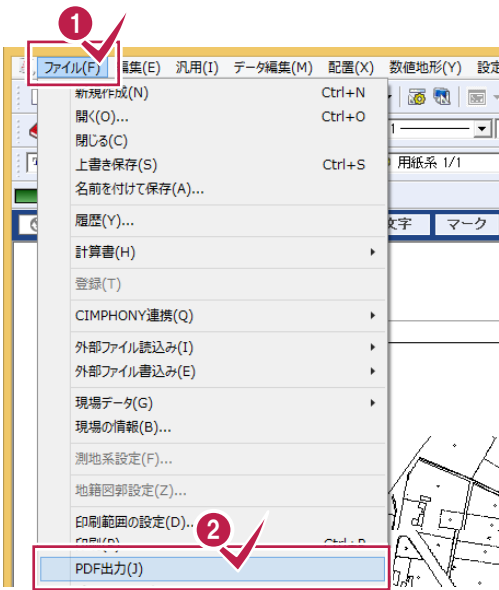 1
ファイル(F) 編集(E) 汎用(I) データ編集(M) 配置(X) 数値地形(Y) 設定
新規作成(N) Ctrl+N
開く(O)... Ctrl+O
閉じる(C)
上書き保存(S) Ctrl+S
用紙系 1/1
名前を付けて保存(A)...
履歴(Y)...
文字 マーク
計算書(H)
登録(T)
CIMPHONY連携(Q)
外部ファイル読込み(I)
外部ファイル書込み(E)
現場データ(G)
現場の情報(B)...
測地系設定(F)...
地籍図郭設定(Z)...
印刷範囲の設定(D)...
2
印刷(P) Ctrl+P
PDF出力(J)